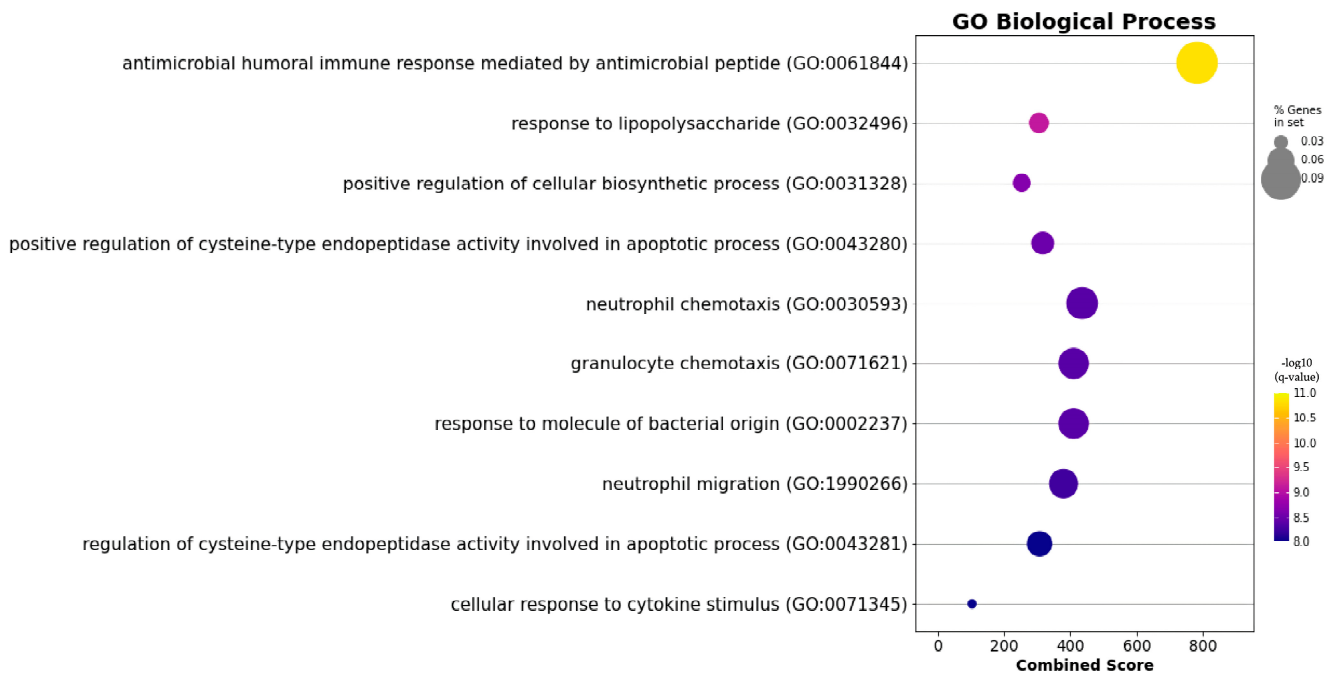 GO Biological Process
antimicrobial humoral immune response mediated by antimicrobial peptide (GO:0061844)
response to lipopolysaccharide (GO:0032496)
positive regulation of cellular biosynthetic process (GO:0031328)
positive regulation of cysteine-type endopeptidase activity involved in apoptotic process (GO:0043280)
neutrophil chemotaxis (GO:0030593)
granulocyte chemotaxis (GO:0071621)
response to molecule of bacterial origin (GO:0002237)
neutrophil migration (GO:1990266)
regulation of cysteine-type endopeptidase activity involved in apoptotic process (GO:0043281)
cellular response to cytokine stimulus (GO:0071345)
0 200 400 600 800
Combined Score
% Genes
in set
0.03
0.06
0.09
-log10
(q-value)
11.0
10.5
10.0
9.5
9.0
8.5
8.0